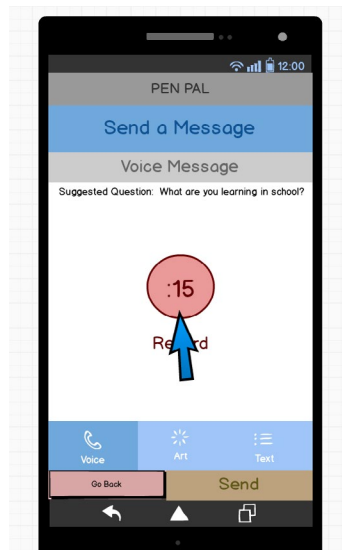 12:00
PEN PAL
Send a Message
Voice Message
Suggested Question: What are you learning in school?
:15
Voice Art Text
Go Back Send